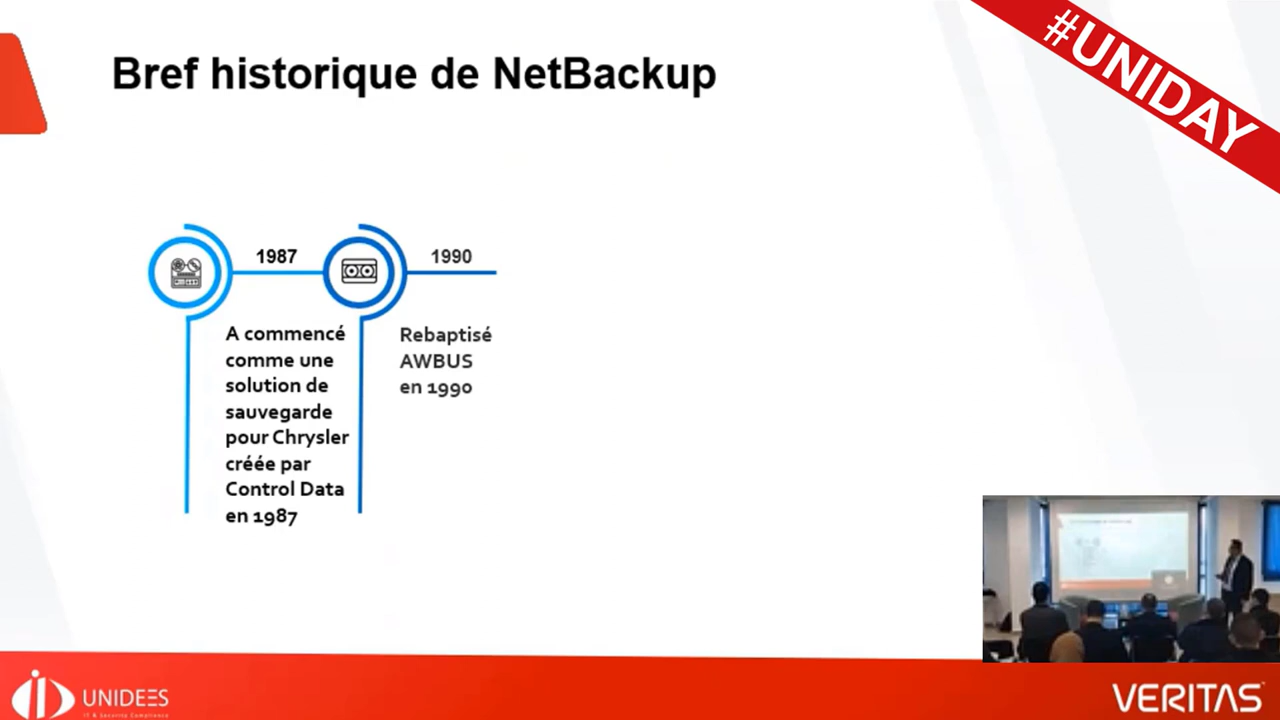 Bref historique de NetBackup
#UNIDAY
1987
1990
A commencé
comme une
solution de
sauvegarde
pour Chrysler
créée par
Control Data
en 1987
Rebaptisé
AWBUS
en 1990
UNIDEES
IT & Security Compliance
VERITAS